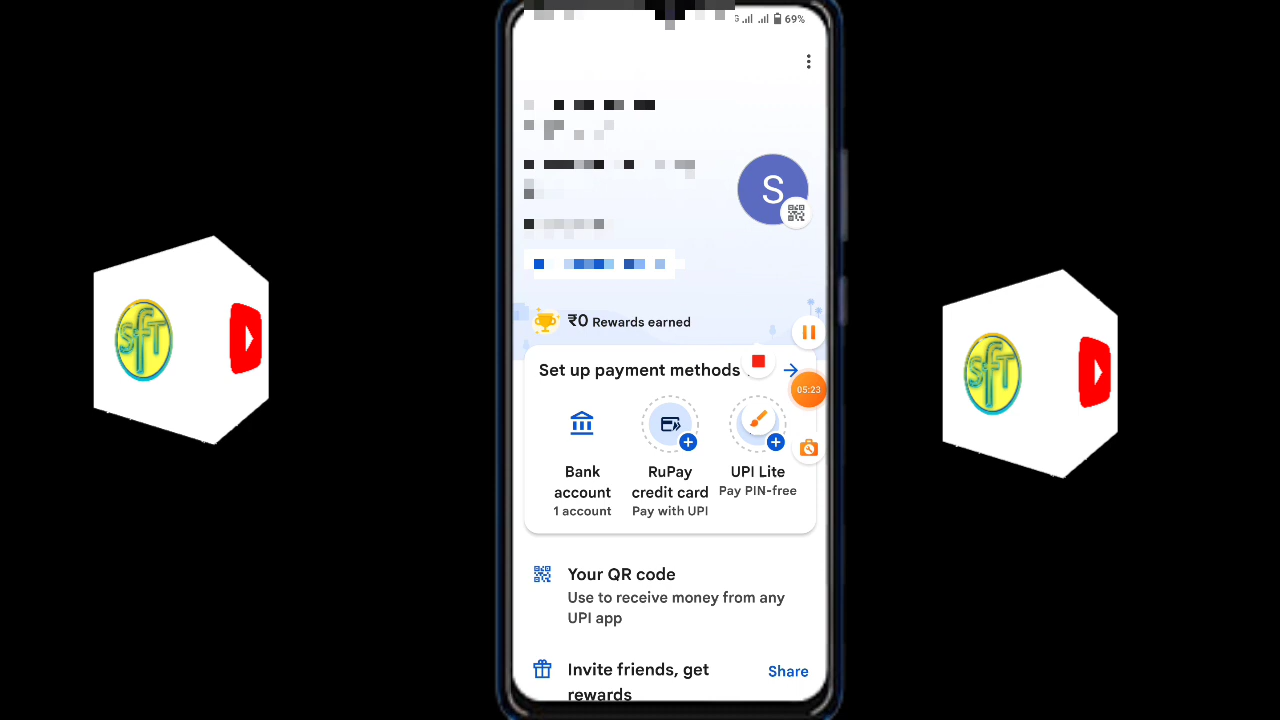 G 69%
S
₹0 Rewards earned
Set up payment methods
05:23
Bank account
1 account
RuPay credit card
Pay with UPI
UPI Lite
Pay PIN-free
Your QR code
Use to receive money from any
UPI app
Invite friends, get
rewards
Share
SFT
SFT